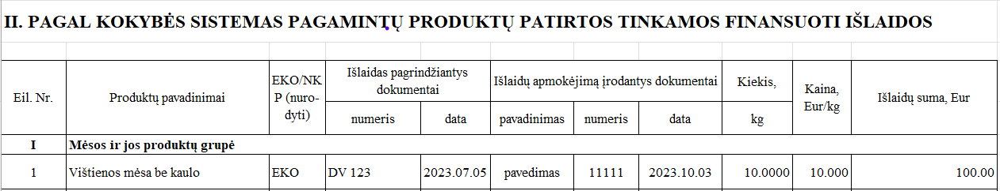 II. PAGAL KOKYBĖS SISTEMAS PAGAMINTŲ PRODUKTŲ PATIRTOS TINKAMOS FINANSUOTI IŠLAIDOS
Eil. Nr.
Produktų pavadinimai
EKO/NK
P (nuro-
dyti)
Išlaidas pagrindžiantys
dokumentai
numeris
data
Išlaidų apmokėjimą įrodantys dokumentai
pavadinimas
numeris
data
Kiekis,
kg
Kaina,
Eur/kg
Išlaidų suma, Eur
I Mėsos ir jos produktų grupė
1 Vištienos mėsa be kaulo EKO DV 123 2023.07.05 pavedimas 11111 2023.10.03 10.0000 10.000 100.00